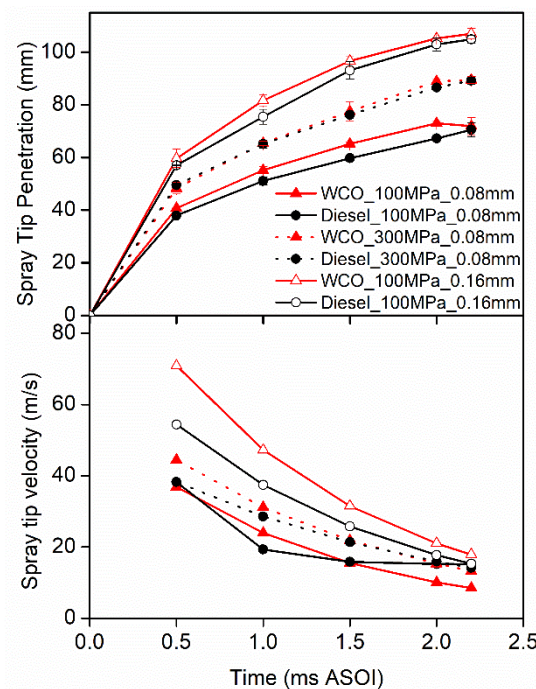 Spray Tip Penetration (mm)
100
80
60
40
20
0
WCO_100MPa_0.08mm
Diesel_100MPa_0.08mm
WCO_300MPa_0.08mm
Diesel_300MPa_0.08mm
WCO_100MPa_0.16mm
Diesel_100MPa_0.16mm
Spray tip velocity (m/s)
80
60
40
20
0
0.0 0.5 1.0 1.5 2.0 2.5
Time (ms ASOI)